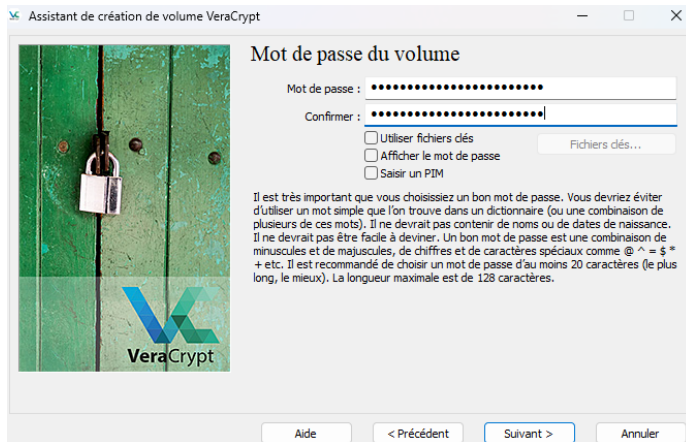 Assistant de création de volume VeraCrypt
Mot de passe du volume
Mot de passe : •••••••••••••••••••••••••
Confirmer : •••••••••••••••••••••••••
Utiliser fichiers clés
Fichiers clés...
Afficher le mot de passe
Saisir un PIM
Il est très important que vous choisissiez un bon mot de passe. Vous devriez éviter
d'utiliser un mot simple que l'on trouve dans un dictionnaire (ou une combinaison de
plusieurs de ces mots). Il ne devrait pas contenir de noms ou de dates de naissance.
Il ne devrait pas être facile à deviner. Un bon mot de passe est une combinaison de
minuscules et de majuscules, de chiffres et de caractères spéciaux comme @ ^ = $ *
+ etc. Il est recommandé de choisir un mot de passe d'au moins 20 caractères (le plus
long, le mieux). La longueur maximale est de 128 caractères.
VeraCrypt
Aide
< Précédent
Suivant >
Annuler